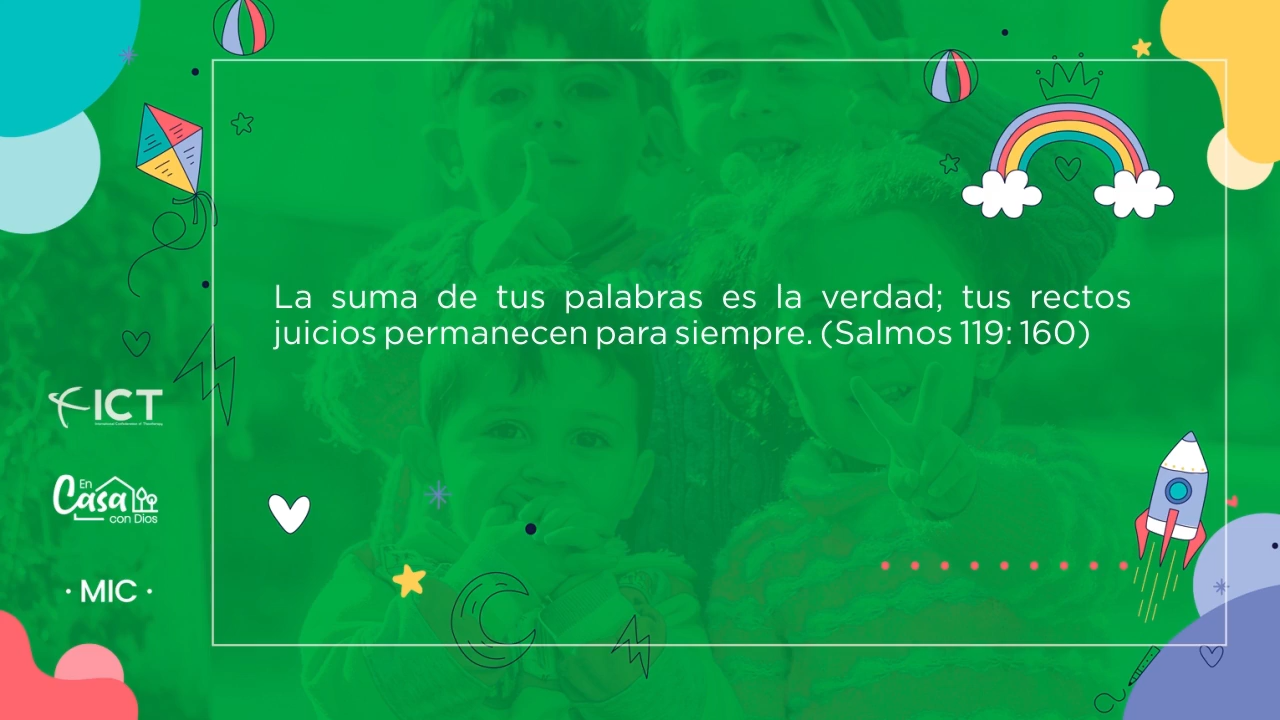 La suma de tus palabras es la verdad; tus rectos
juicios permanecen para siempre. (Salmos 119: 160)
ICT
En
Casa
con Dios
· MIC ·